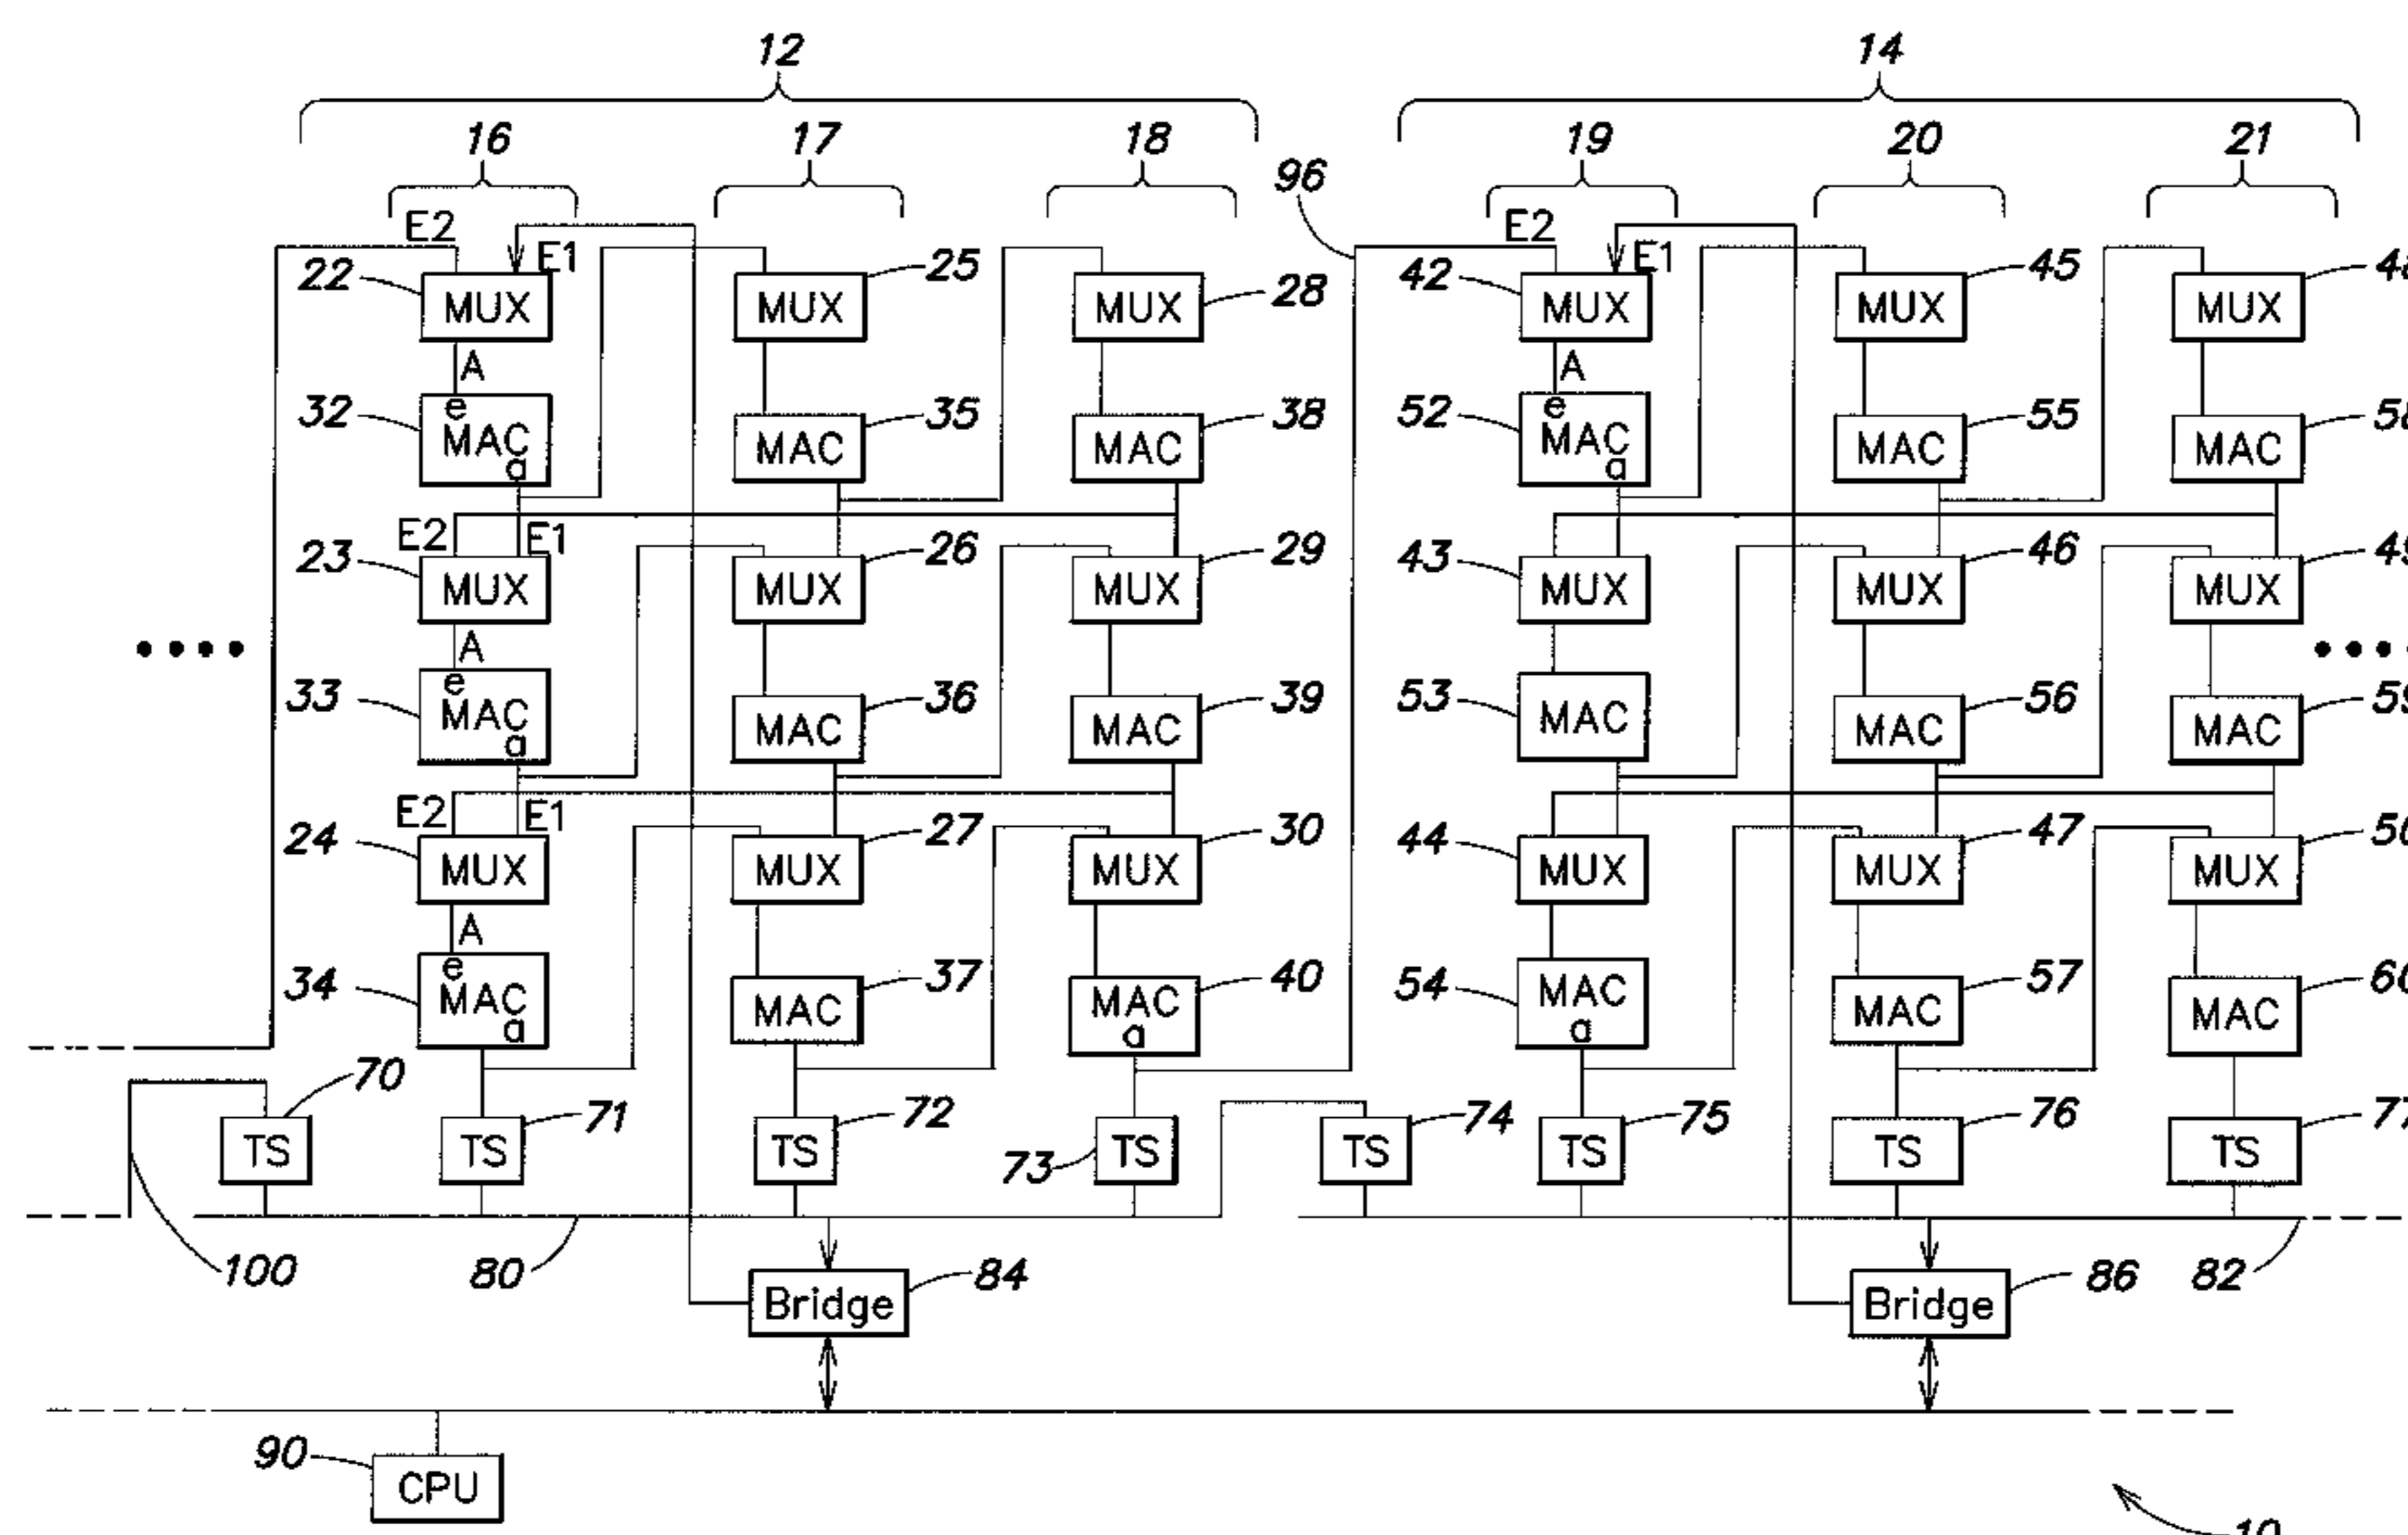 12 14
16 17 18 19 20 21
96
E2 E1 E2 E1
22 MUX MUX 25 MUX 28 42 MUX MUX 45 MUX
A A
32 e MAC a MAC 35 MAC 38 52 e MAC a MAC 55 MAC
E2 E1
23 MUX MUX 26 MUX 29 43 MUX MUX 46 MUX
A
33 e MAC a MAC 36 MAC 39 53 MAC MAC 56 MAC
E2 E1
24 MUX MUX 27 MUX 30 44 MUX MUX 47 MUX
A
34 e MAC a MAC 37 MAC a 40 54 MAC a MAC 57 MAC
70 71 72 74 75 76
TS TS TS 73 TS TS TS TS TS
100 80 Bridge 84 Bridge 86 82
90 CPU
10